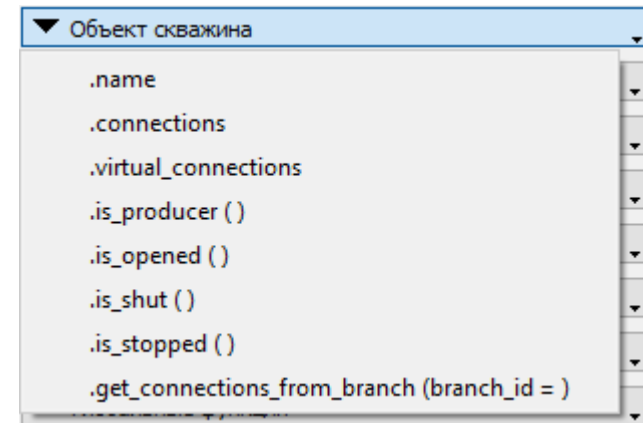 Объект скважина
.name
.connections
.virtual_connections
.is_producer ( )
.is_opened ( )
.is_shut ( )
.is_stopped ( )
.get_connections_from_branch (branch_id = )